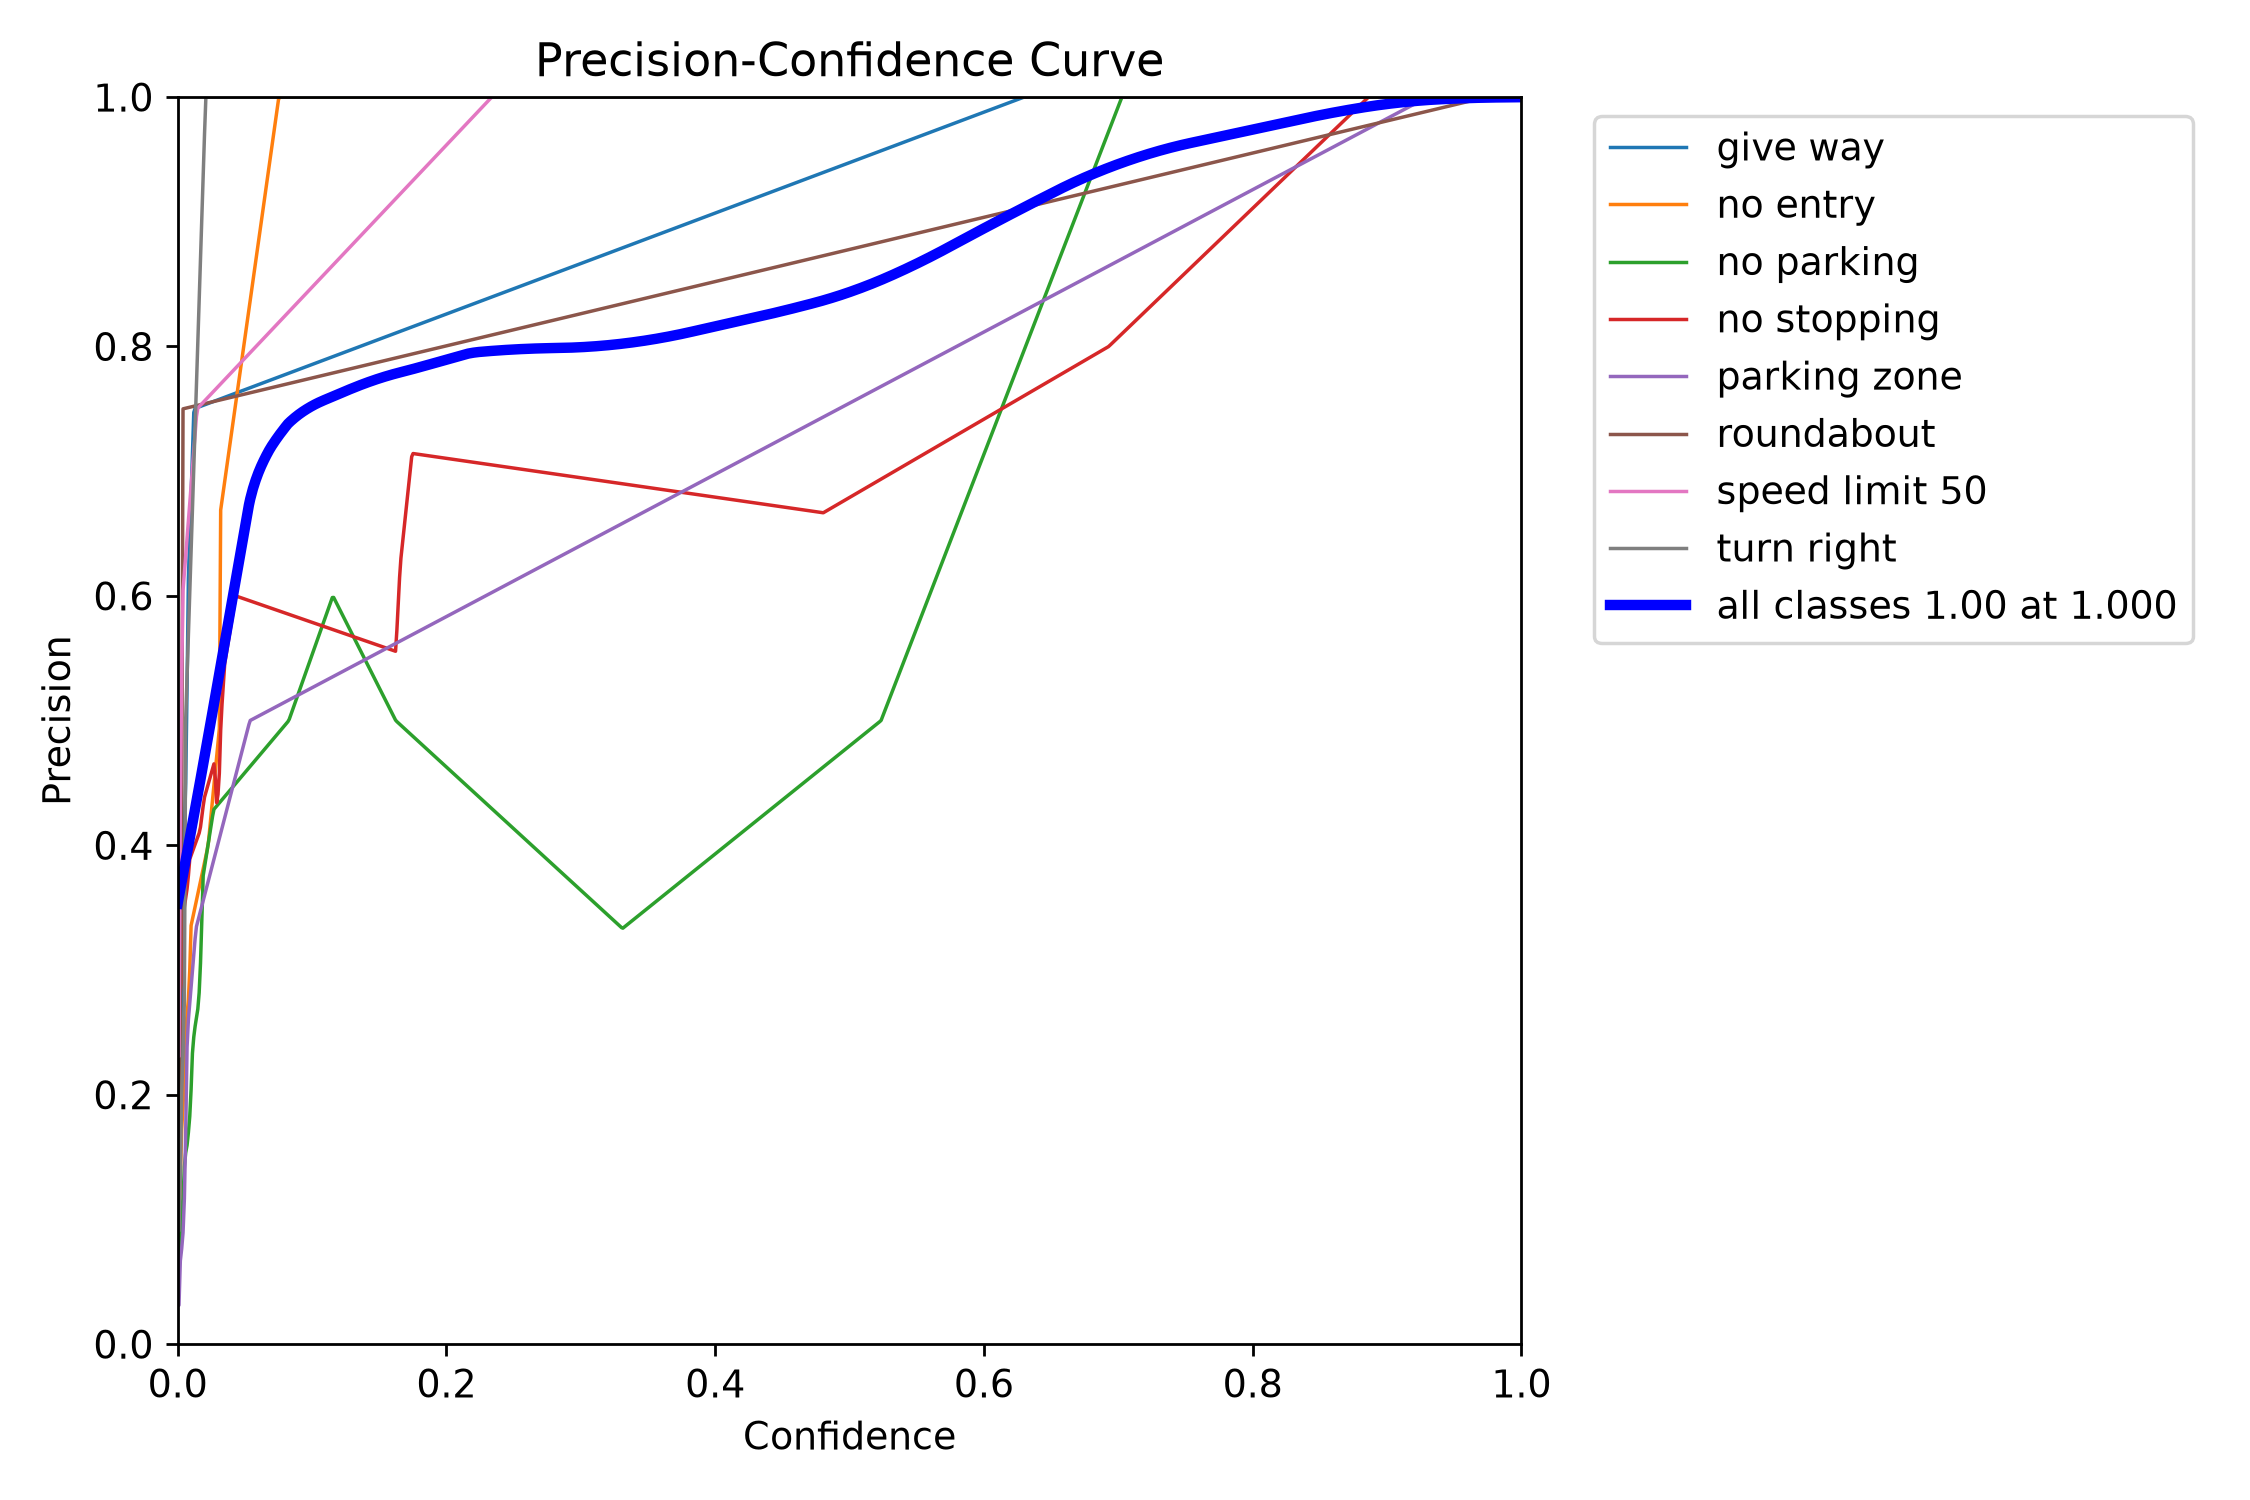 Precision-Confidence Curve
1.0
0.8
0.6
0.4
0.2
0.0
Precision
0.0 0.2 0.4 0.6 0.8 1.0
Confidence
give way
no entry
no parking
no stopping
parking zone
roundabout
speed limit 50
turn right
all classes 1.00 at 1.000